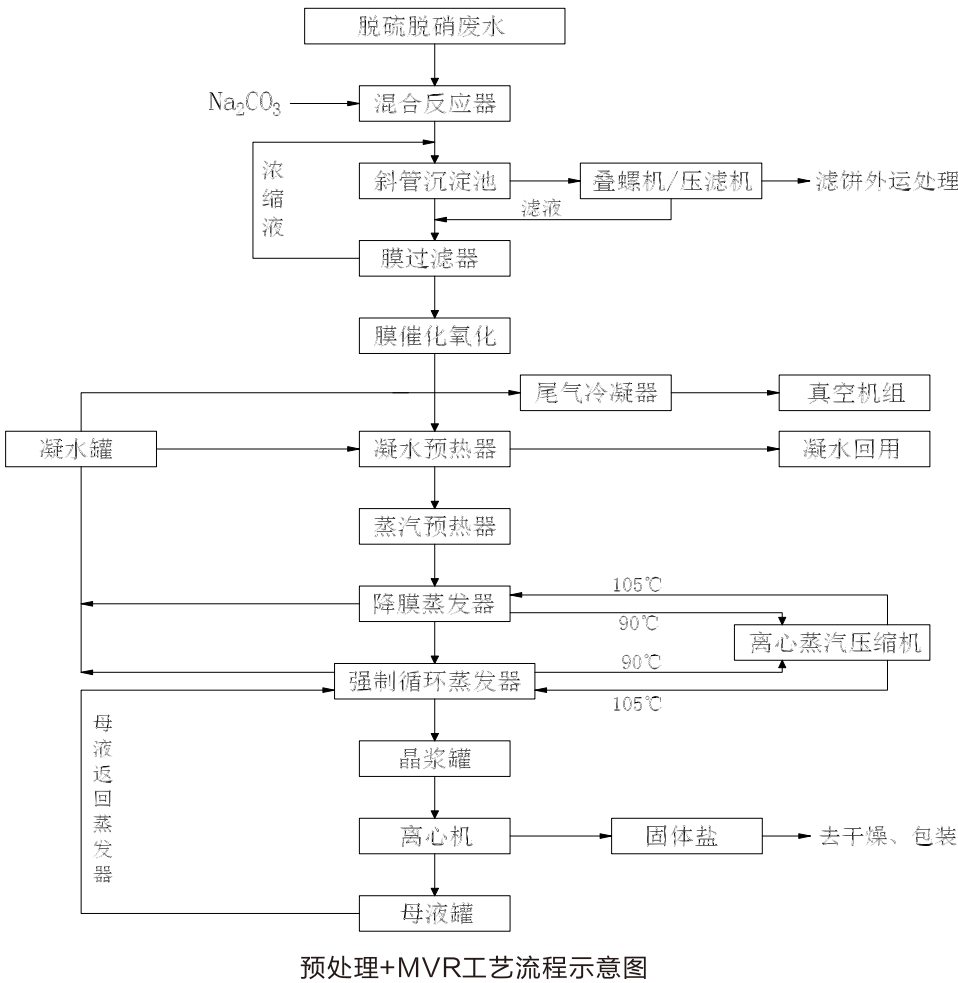 脱硫脱硝废水
Na₂CO₃
混合反应器
浓缩液
斜管沉淀池
叠螺机/压滤机
滤饼外运处理
滤液
膜过滤器
膜催化氧化
尾气冷凝器
真空机组
凝水罐
凝水预热器
凝水回用
蒸汽预热器
105℃
降膜蒸发器
90℃
离心蒸汽压缩机
90℃
强制循环蒸发器
105℃
母液返回蒸发器
晶浆罐
离心机
固体盐
去干燥、包装
母液罐
预处理+MVR工艺流程示意图